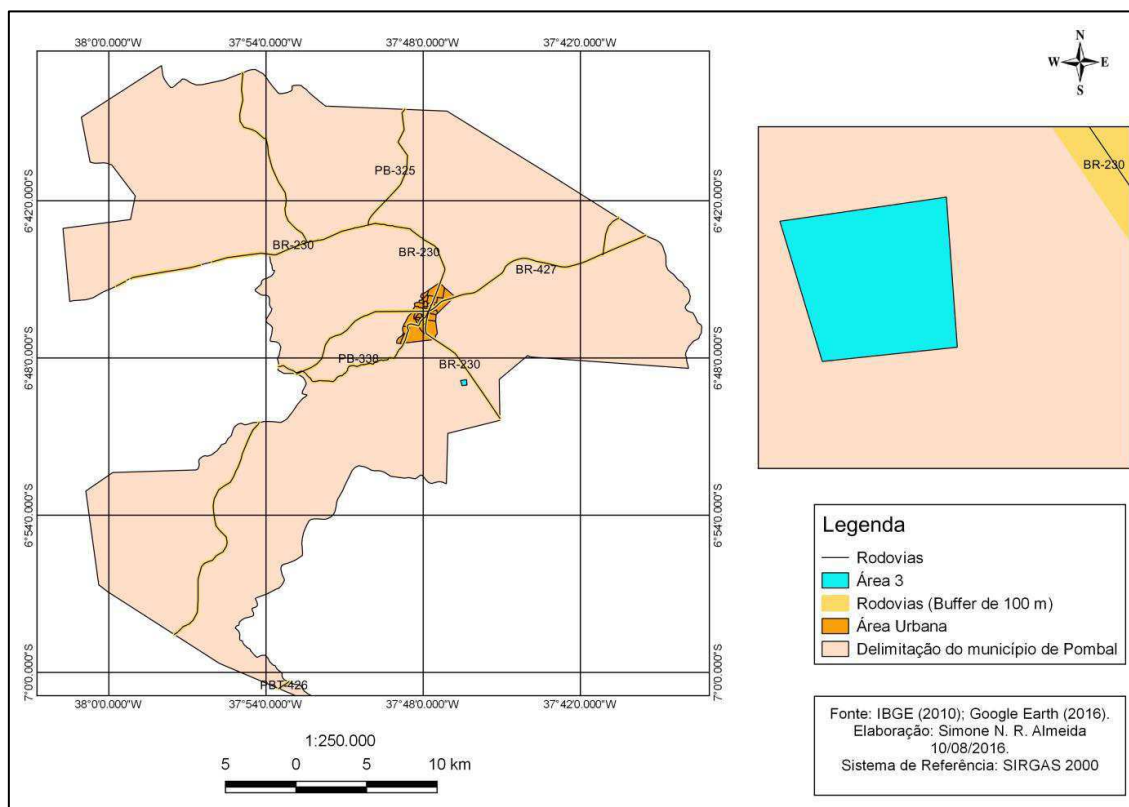 38°0'0.000"W
37°54'0.000"W
37°48'0.000"W
37°42'0.000"W
N
W
E
S
PB-325
BR-230
6°42'0.000"S
6°42'0.000"S
BR-230
BR-230
BR-427
PB-338
BR-230
6°48'0.000"S
6°48'0.000"S
6°54'0.000"S
6°54'0.000"S
7°0'0.000"S
7°0'0.000"S
PBT-426
38°0'0.000"W
37°54'0.000"W
37°48'0.000"W
37°42'0.000"W
1:250.000
5 0 5 10 km
Legenda
Rodovias
Área 3
Rodovias (Buffer de 100 m)
Área Urbana
Delimitação do município de Pombal
Fonte: IBGE (2010); Google Earth (2016).
Elaboração: Simone N. R. Almeida
10/08/2016.
Sistema de Referência: SIRGAS 2000